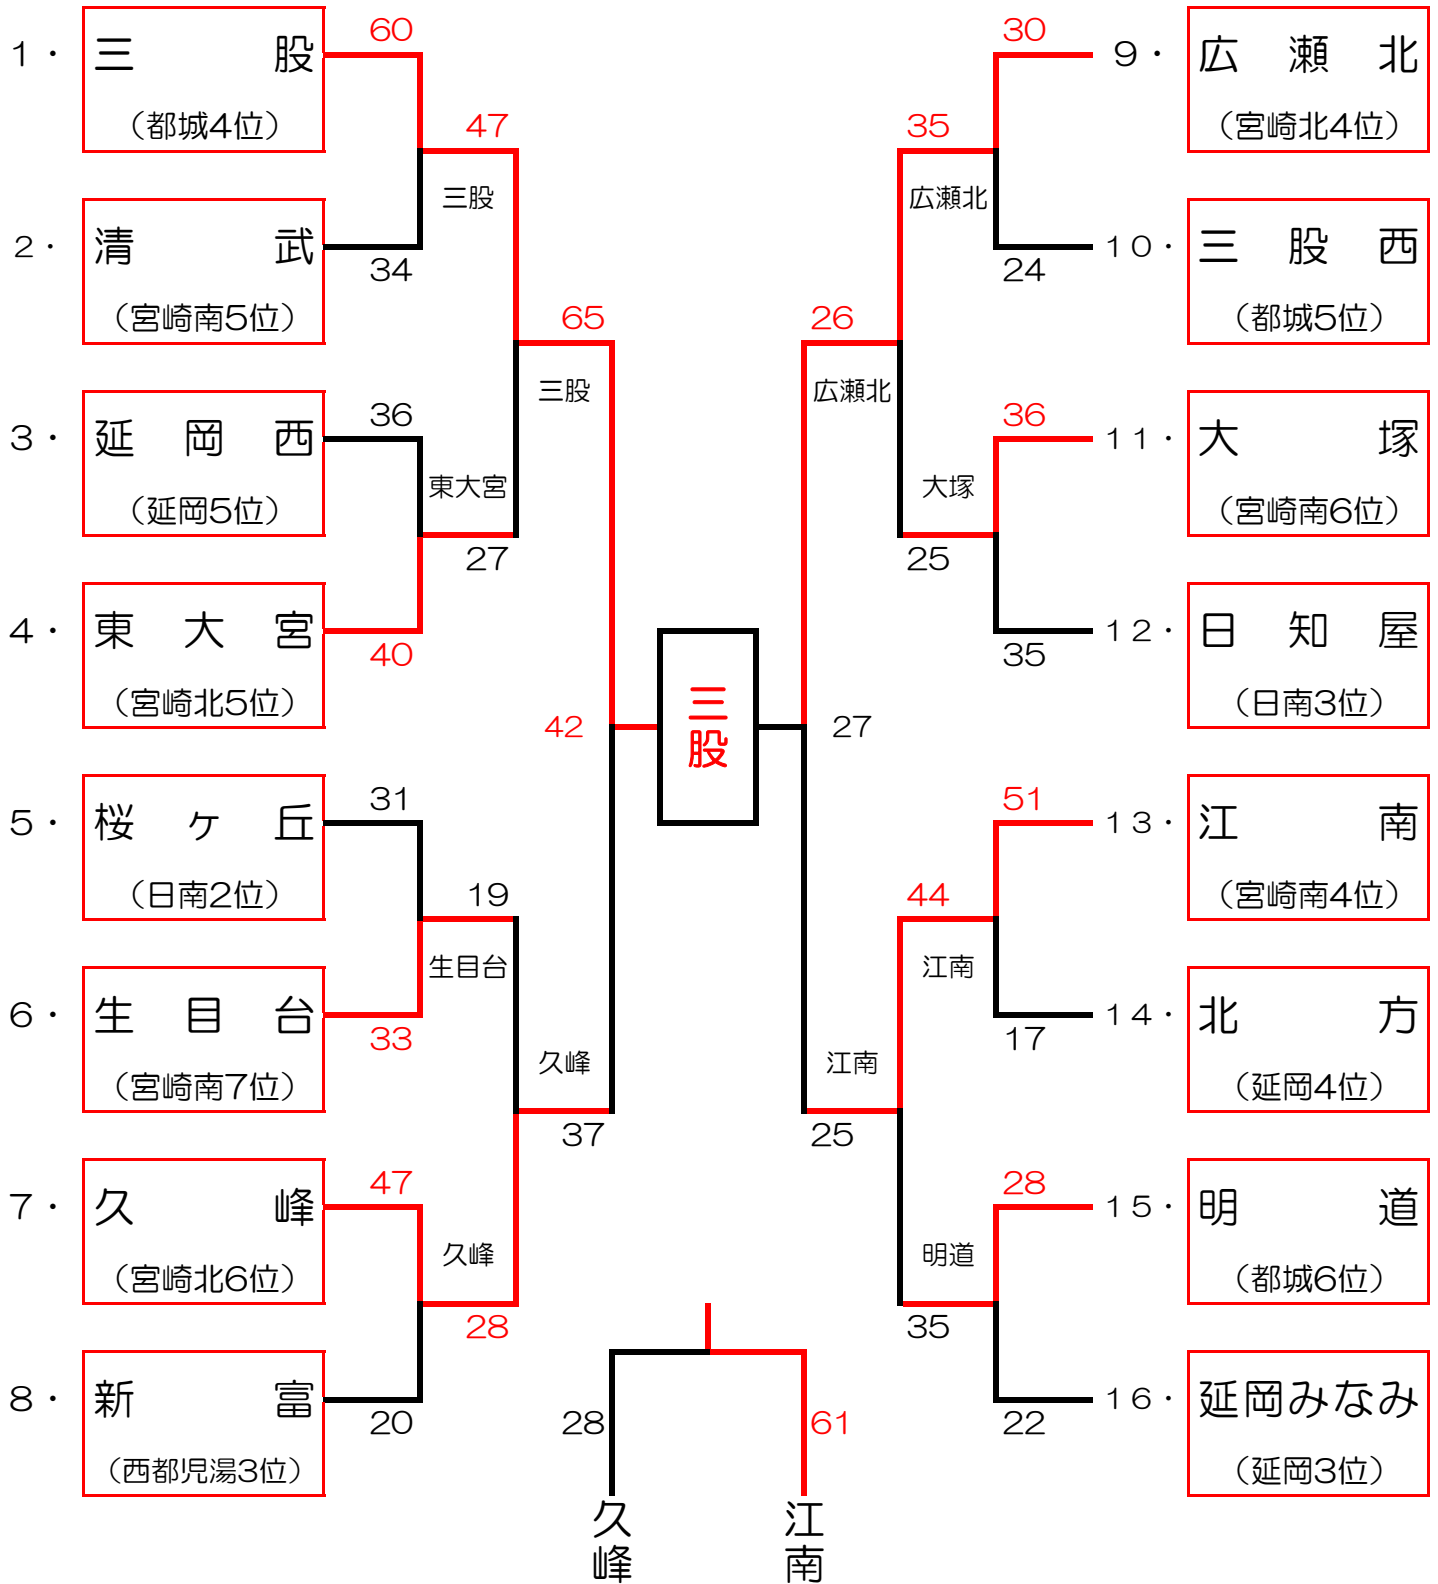 1・ 三股 60
（都城4位）
47
三股
2・ 清武 34
（宮崎南5位）
65
三股
3・ 延岡西 36
（延岡5位）
東大宮
27
4・ 東大宮 40
（宮崎北5位）
42
5・ 桜ヶ丘 31
（日南2位）
19
生目台
6・ 生目台 33
（宮崎南7位）
久峰
37
7・ 久峰 47
（宮崎北6位）
久峰
28
8・ 新富 20
（西都児湯3位）
三股
30 9・ 広瀬北
（宮崎北4位）
35
広瀬北
24 10・ 三股西
（都城5位）
26
広瀬北
36 11・ 大塚
（宮崎南6位）
大塚
25
35 12・ 日知屋
（日南3位）
27
51 13・ 江南
（宮崎南4位）
44
江南
17 14・ 北方
（延岡4位）
江南
25
28 15・ 明道
（都城6位）
明道
35
22 16・ 延岡みなみ
（延岡3位）
28 61
久峰
江南